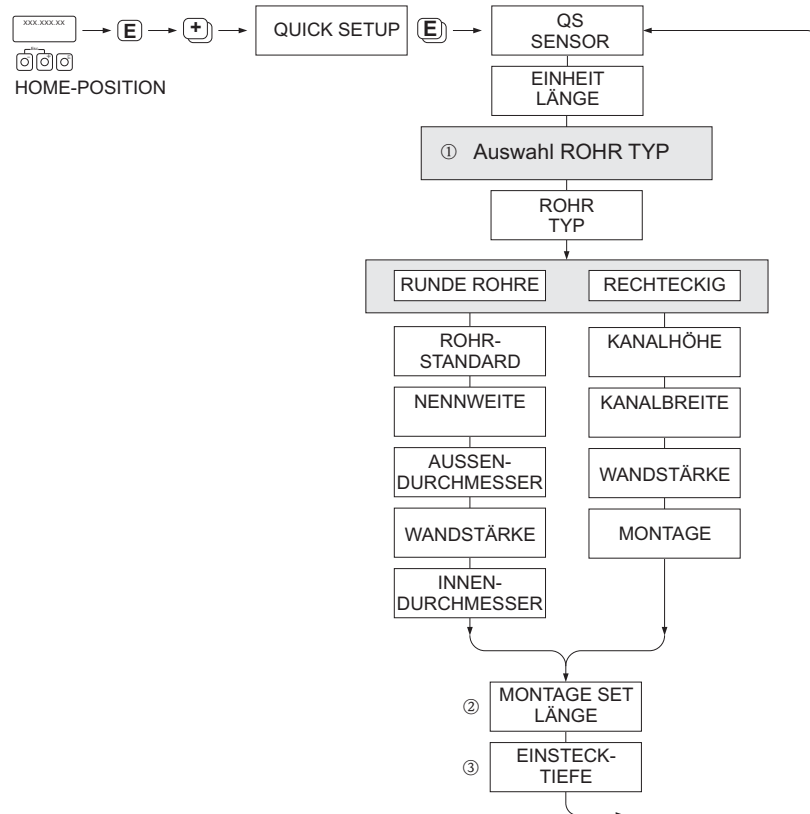 xxx.xxx.xx
Esc
E
+
QUICK SETUP
E
QS
SENSOR
HOME-POSITION
EINHEIT
LÄNGE
① Auswahl ROHR TYP
ROHR
TYP
RUNDE ROHRE
RECHTECKIG
ROHR-
STANDARD
KANALHÖHE
NENNWEITE
KANALBREITE
AUSSEN-
DURCHMESSER
WANDSTÄRKE
WANDSTÄRKE
MONTAGE
INNEN-
DURCHMESSER
② MONTAGE SET
LÄNGE
③ EINSTECK-
TIEFE